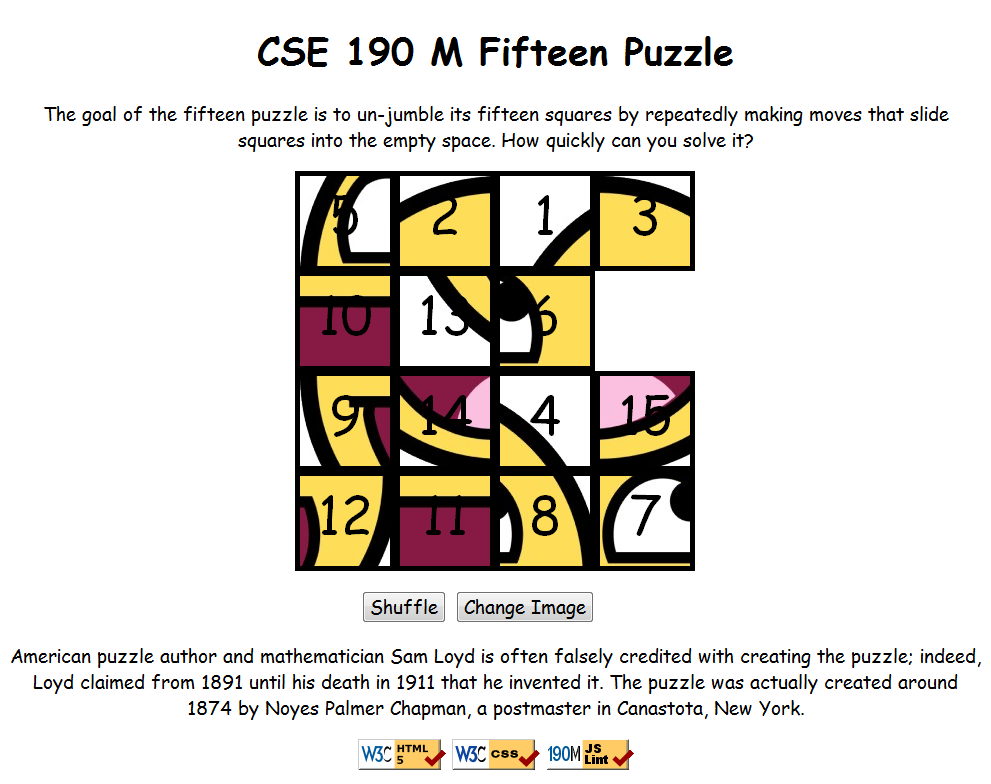 CSE 190 M Fifteen Puzzle
The goal of the fifteen puzzle is to un-jumble its fifteen squares by repeatedly making moves that slide
squares into the empty space. How quickly can you solve it?
5 2 1 3
10 13 6
9 14 4 15
12 11 8 7
Shuffle Change Image
American puzzle author and mathematician Sam Loyd is often falsely credited with creating the puzzle; indeed,
Loyd claimed from 1891 until his death in 1911 that he invented it. The puzzle was actually created around
1874 by Noyes Palmer Chapman, a postmaster in Canastota, New York.
W3C HTML 5 W3C css 190M JS Lint